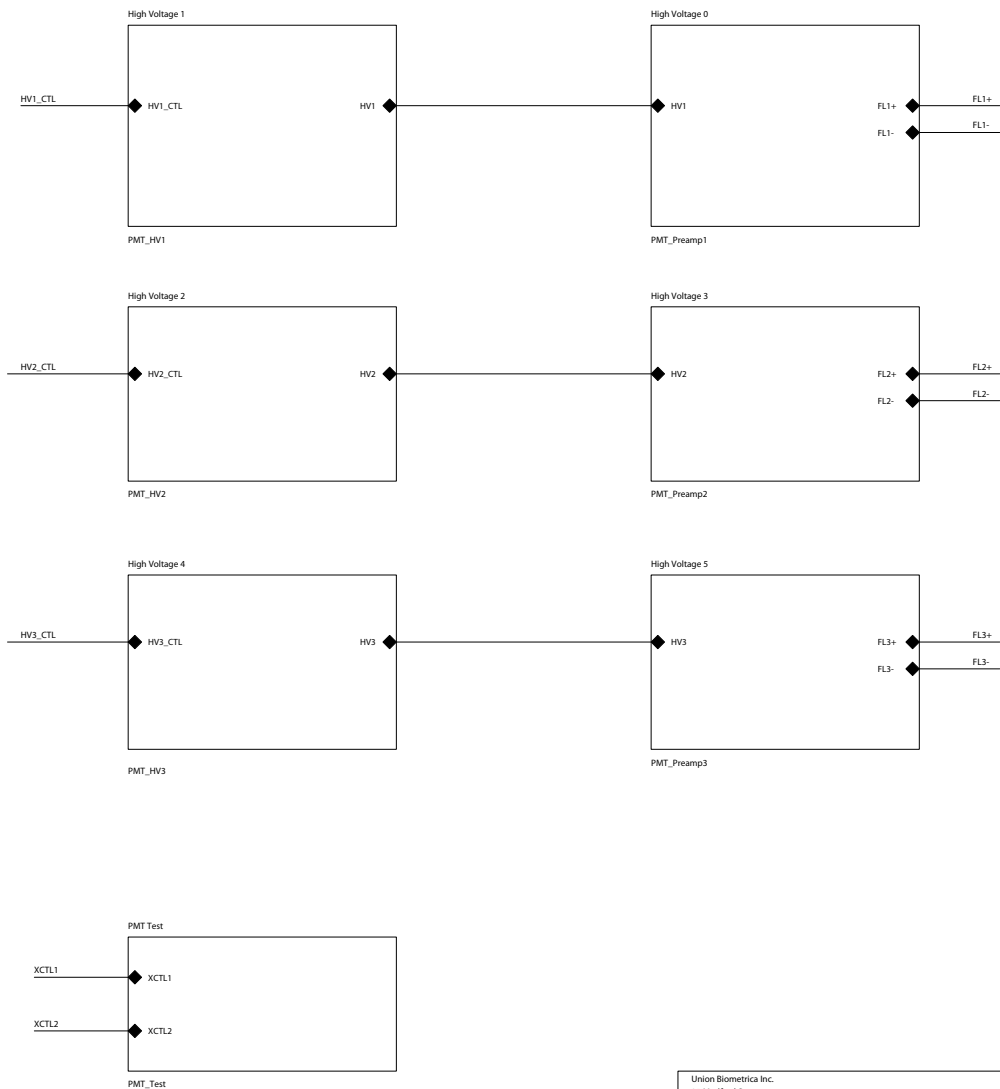 High Voltage 1
High Voltage 0
HV1_CTL
HV1_CTL
HV1
HV1
FL1+
FL1+
FL1-
FL1-
PMT_HV1
PMT_Preamp1
High Voltage 2
High Voltage 3
HV2_CTL
HV2_CTL
HV2
HV2
FL2+
FL2+
FL2-
FL2-
PMT_HV2
PMT_Preamp2
High Voltage 4
High Voltage 5
HV3_CTL
HV3_CTL
HV3
HV3
FL3+
FL3+
FL3-
FL3-
PMT_HV3
PMT_Preamp3
PMT Test
XCTL1
XCTL1
XCTL2
XCTL2
PMT_Test
Union Biometrica Inc.